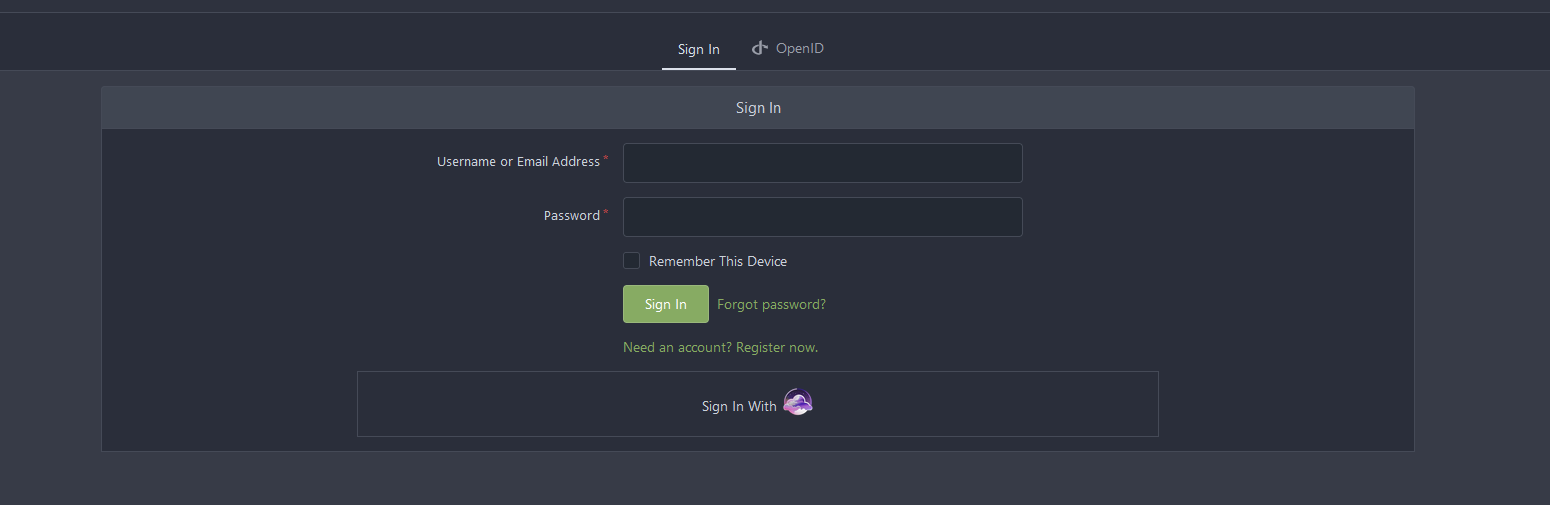 Sign In OpenID
Sign In
Username or Email Address *
Password *
Remember This Device
Sign In Forgot password?
Need an account? Register now.
Sign In With